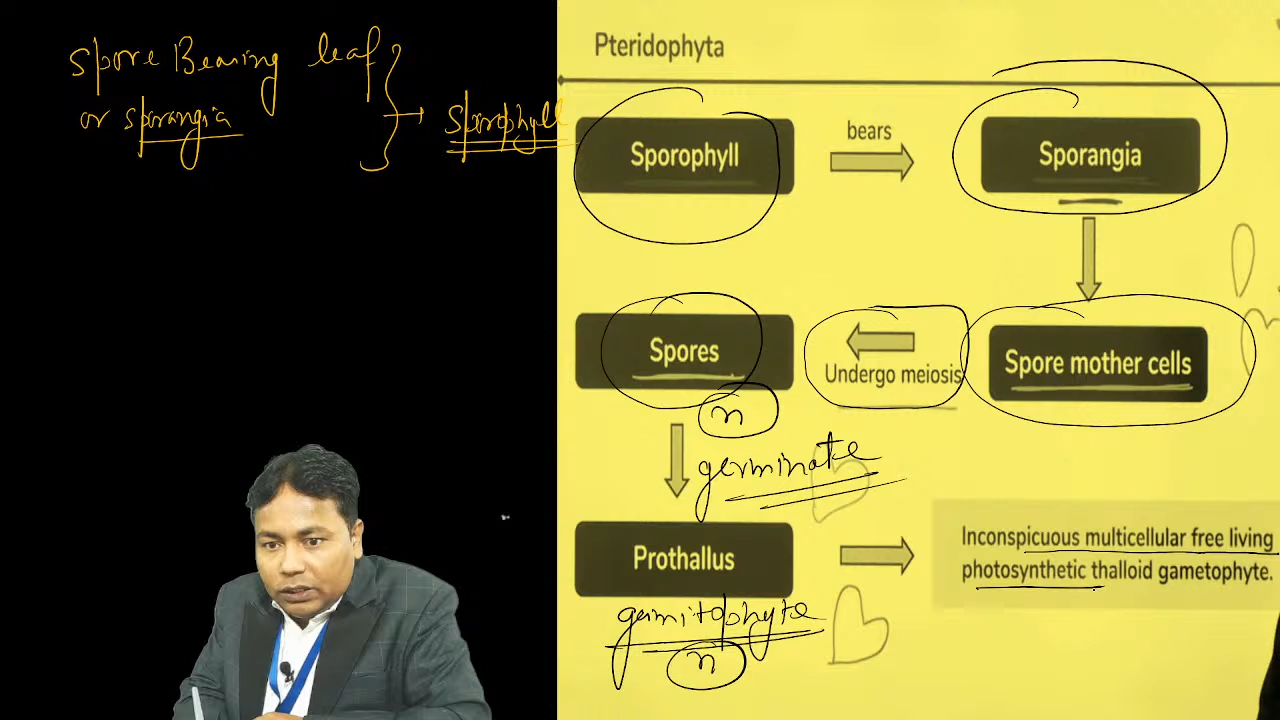 Spore Bearing leaf
or sporangia
sporophyll
Pteridophyta
Sporophyll
bears
Sporangia
Spores
Undergo meiosis
Spore mother cells
n
germinate
Prothallus
Inconspicuous multicellular free living
photosynthetic thalloid gametophyte.
germitophyte
n